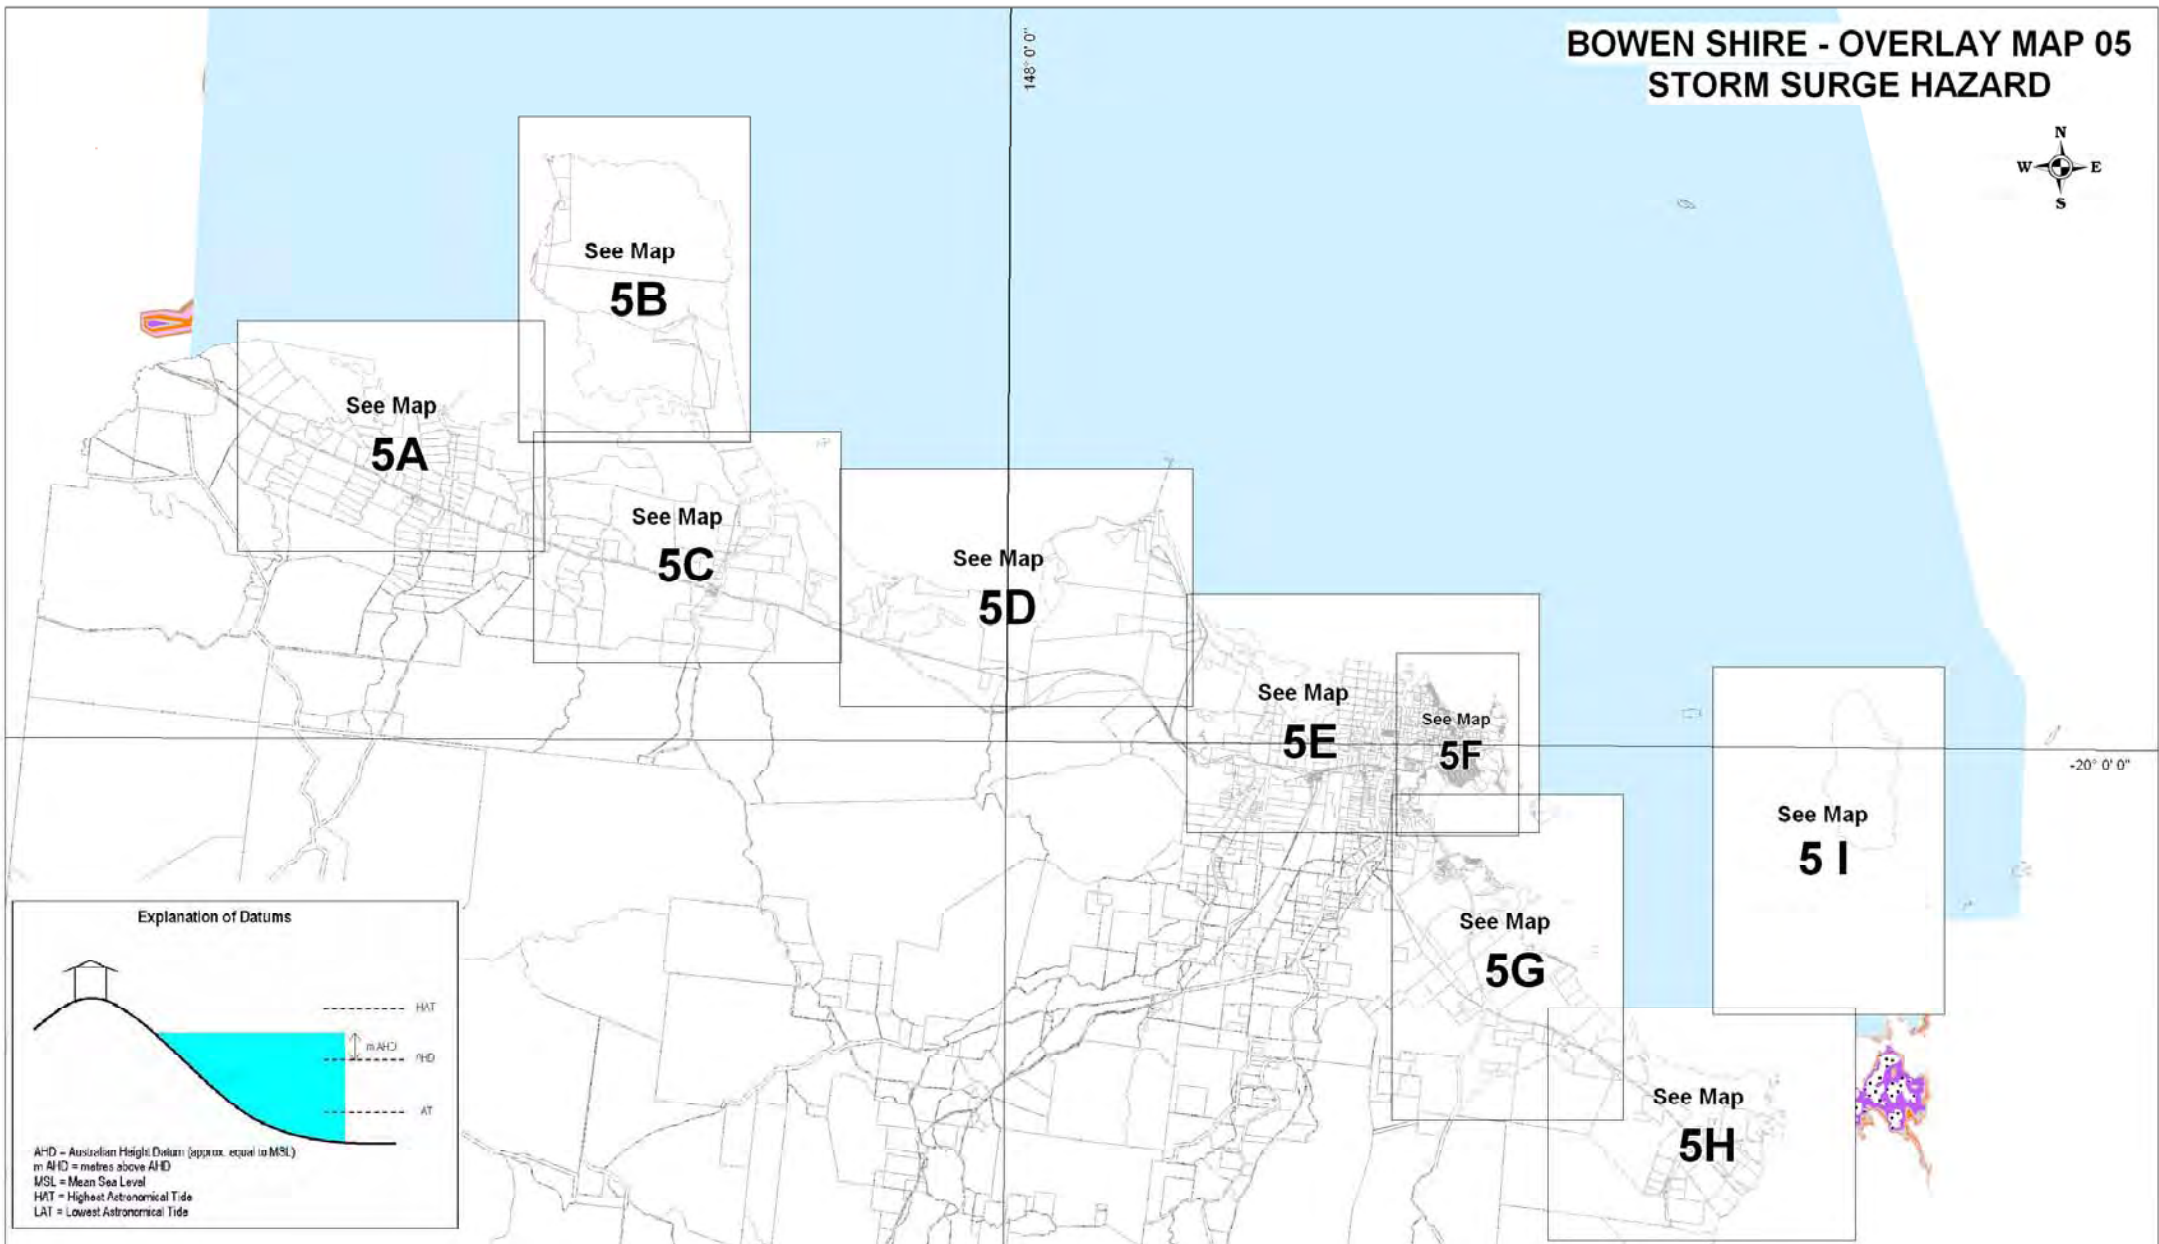 BOWEN SHIRE - OVERLAY MAP 05
STORM SURGE HAZARD
148° 0' 0"
N
W E
S
See Map
5B
See Map
5A
See Map
5C
See Map
5D
See Map
5E
See Map
5F
-20° 0' 0"
See Map
5 I
See Map
5G
See Map
5H
Explanation of Datums
HAT
m AHD
AHD
AT
AHD = Australian Height Datum (approx. equal to MSL)
m AHD = metres above AHD
MSL = Mean Sea Level
HAT = Highest Astronomical Tide
LAT = Lowest Astronomical Tide